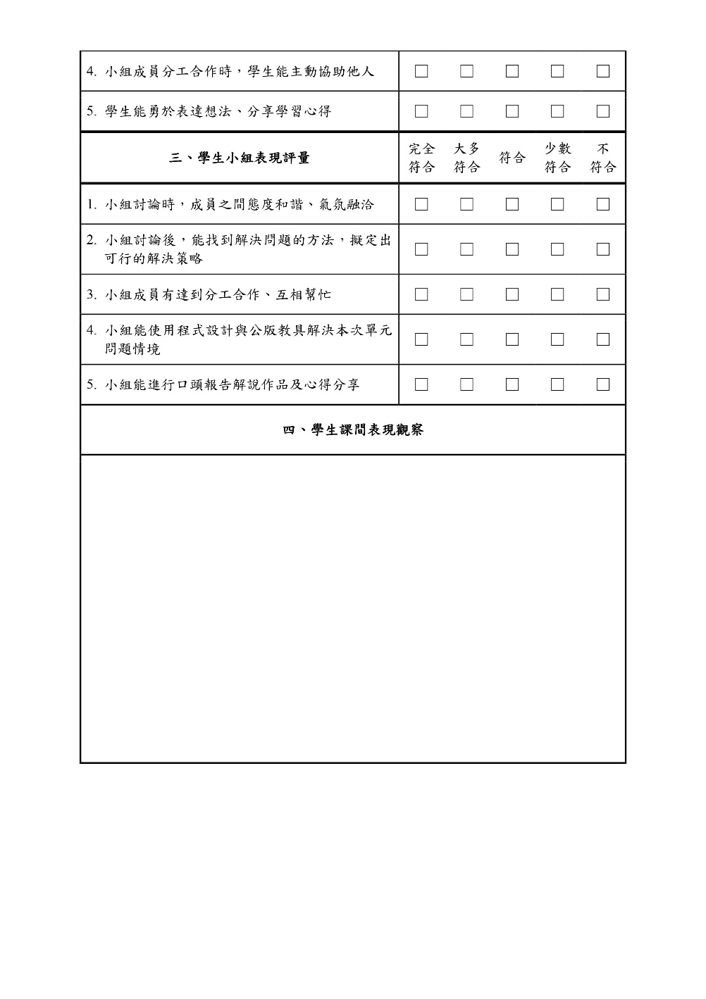 4. 小組成員分工合作時，學生能主動協助他人 □ □ □ □ □
5. 學生能勇於表達想法、分享學習心得 □ □ □ □ □
三、學生小組表現評量 完全符合 大多符合 符合 少數符合 不符合
1. 小組討論時，成員之間態度和諧、氣氛融洽 □ □ □ □ □
2. 小組討論後，能找到解決問題的方法，擬定出
可行的解決策略 □ □ □ □ □
3. 小組成員有達到分工合作、互相幫忙 □ □ □ □ □
4. 小組能使用程式設計與公版教具解決本次單元
問題情境 □ □ □ □ □
5. 小組能進行口頭報告解說作品及心得分享 □ □ □ □ □
四、學生課間表現觀察